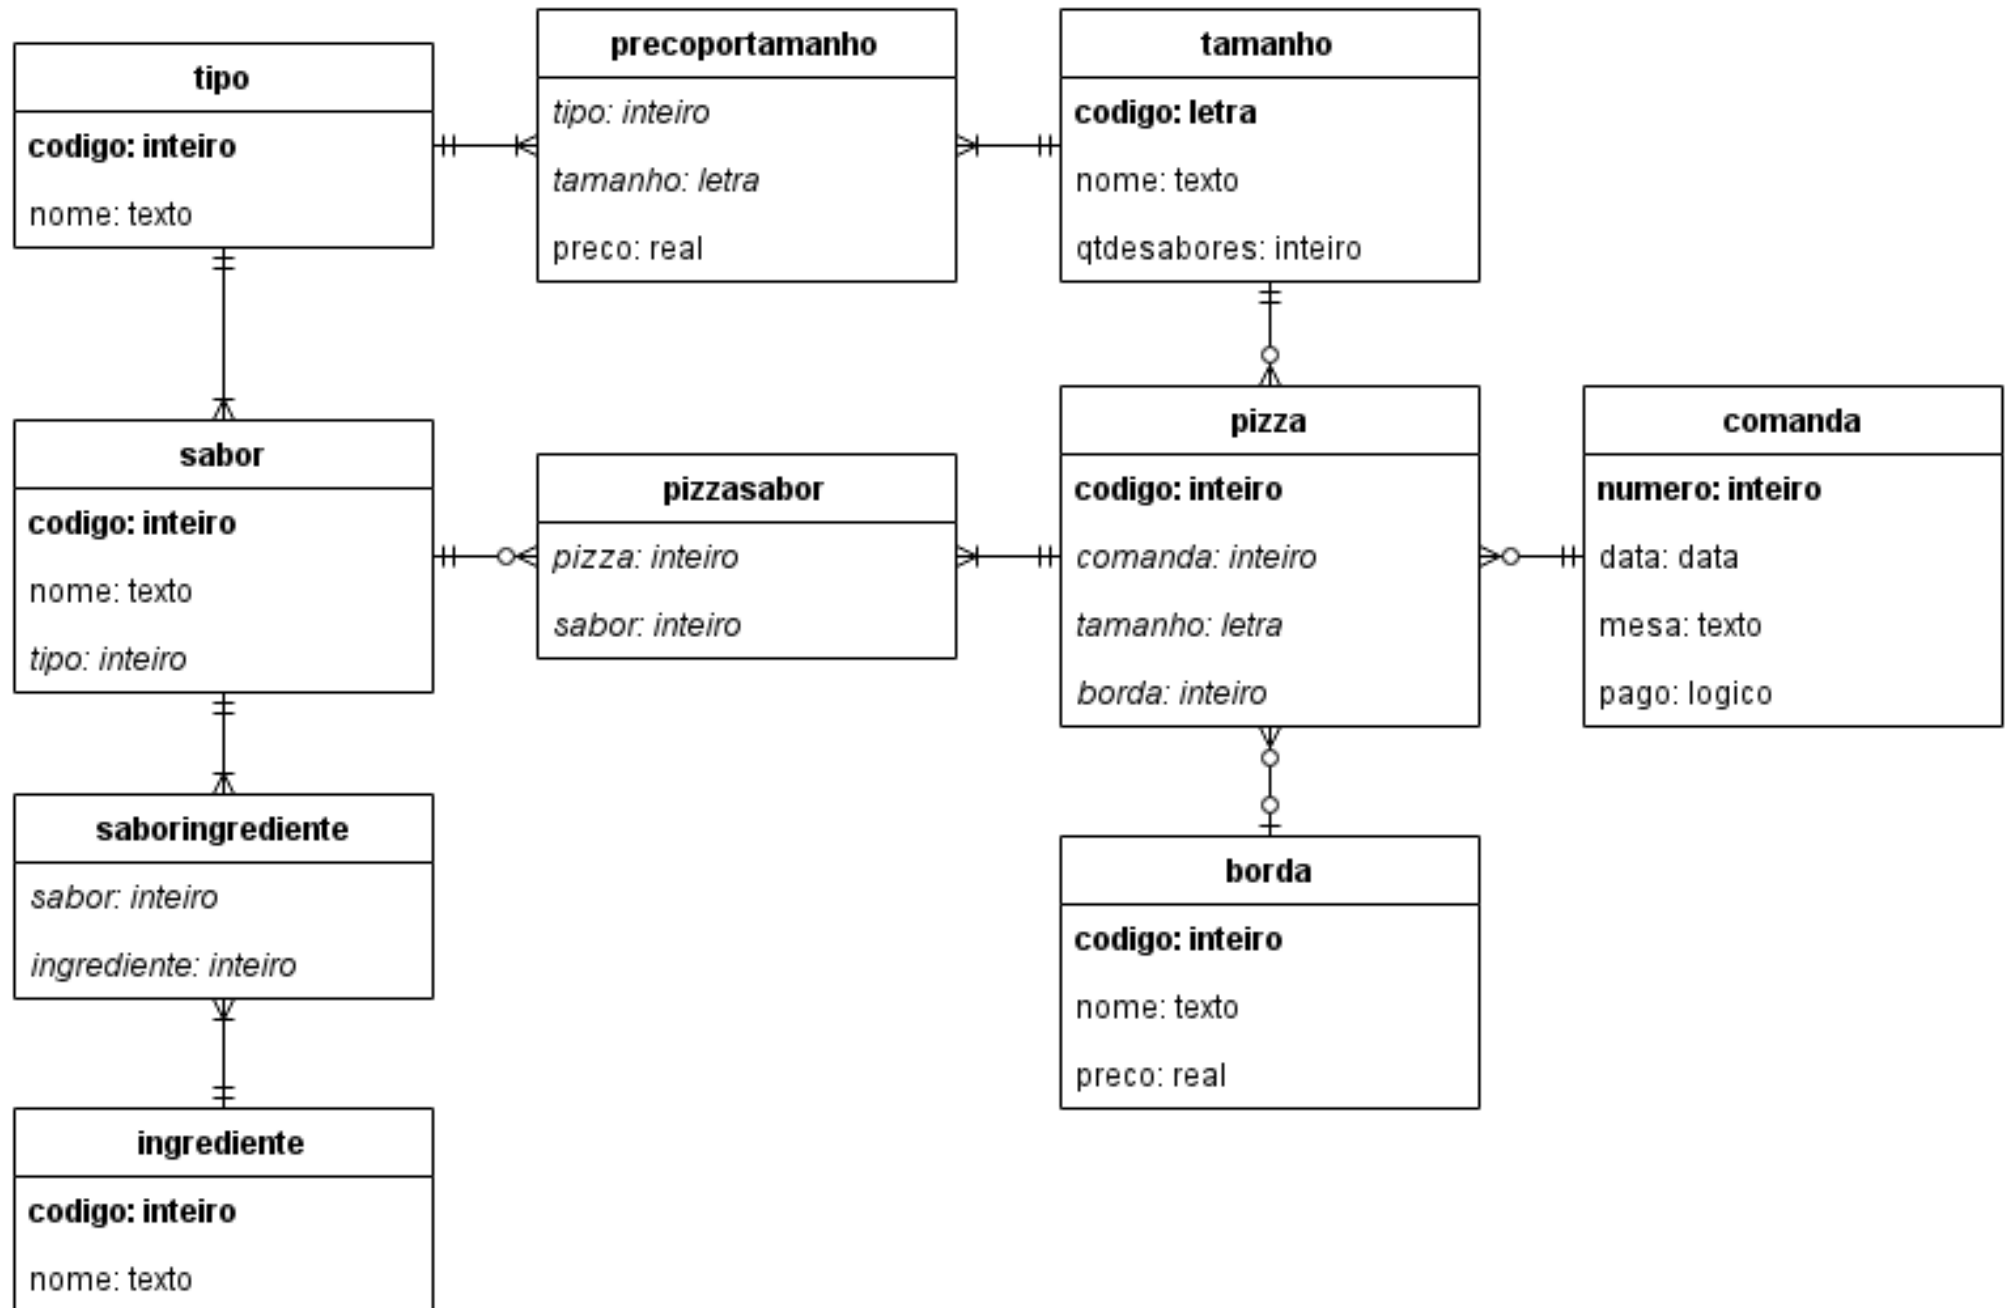 tipo
codigo: inteiro
nome: texto
precoportamanho
tipo: inteiro
tamanho: letra
preco: real
tamanho
codigo: letra
nome: texto
qtdesabores: inteiro
sabor
codigo: inteiro
nome: texto
tipo: inteiro
pizzasabor
pizza: inteiro
sabor: inteiro
pizza
codigo: inteiro
comanda: inteiro
tamanho: letra
borda: inteiro
comanda
numero: inteiro
data: data
mesa: texto
pago: logico
saboringrediente
sabor: inteiro
ingrediente: inteiro
borda
codigo: inteiro
nome: texto
preco: real
ingrediente
codigo: inteiro
nome: texto